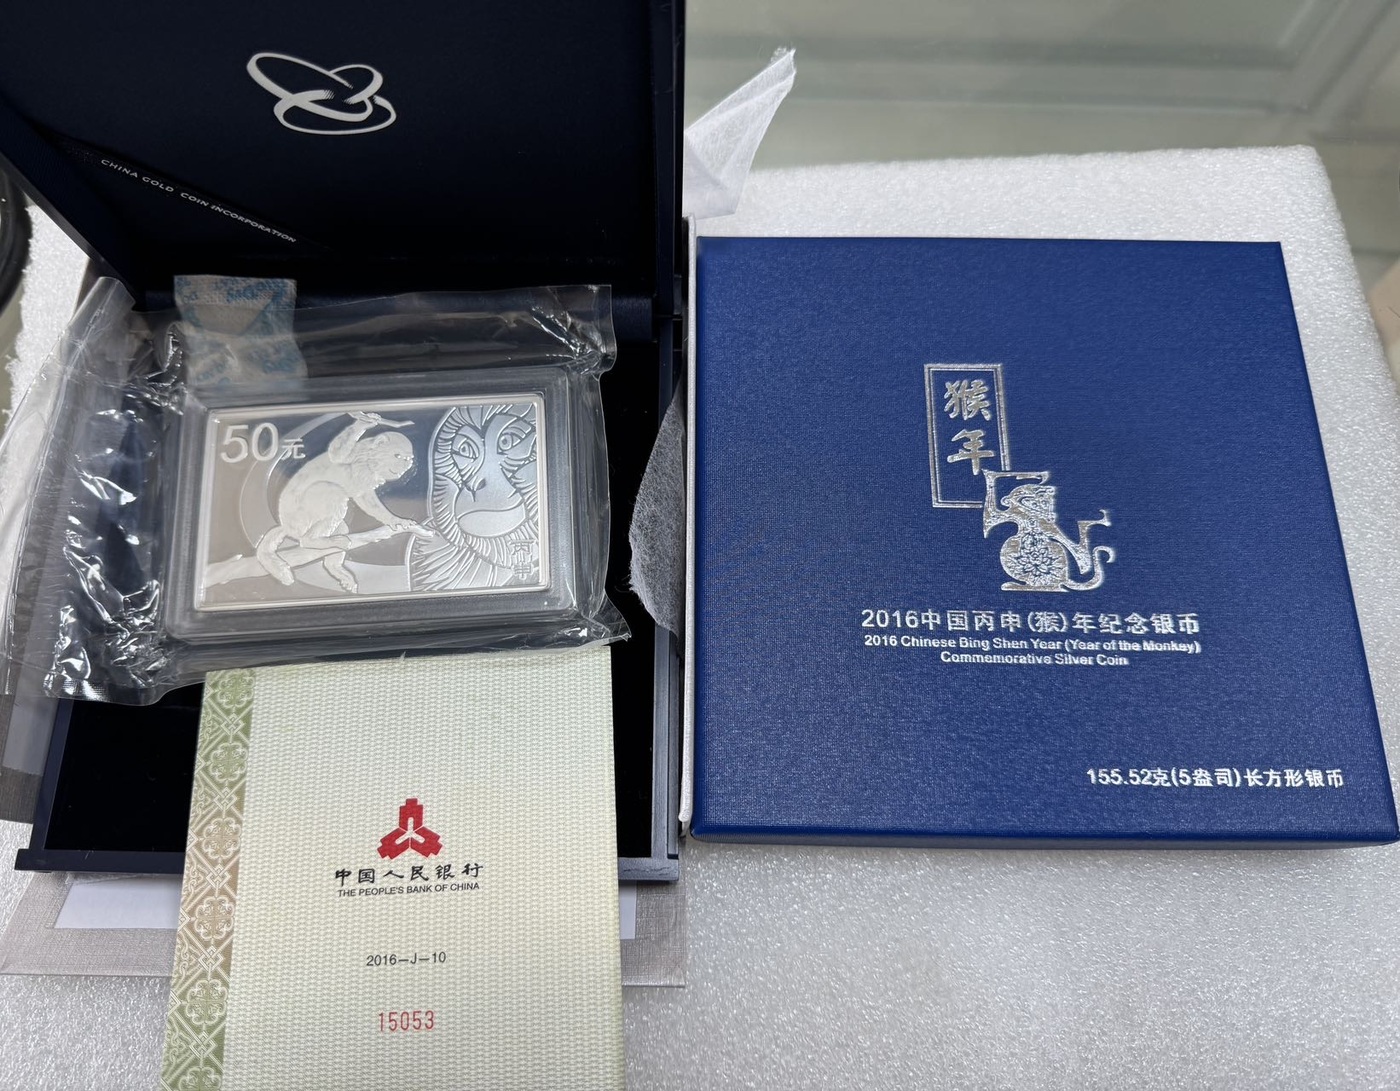 CHINA GOLD COIN INCORPORATION
50元
丙申
中国人民银行
THE PEOPLE'S BANK OF CHINA
2016-J-10
15053
猴年
2016中国丙申(猴)年纪念银币
2016 Chinese Bing Shen Year (Year of the Monkey)
Commemorative Silver Coin
155.52克(5盎司)长方形银币